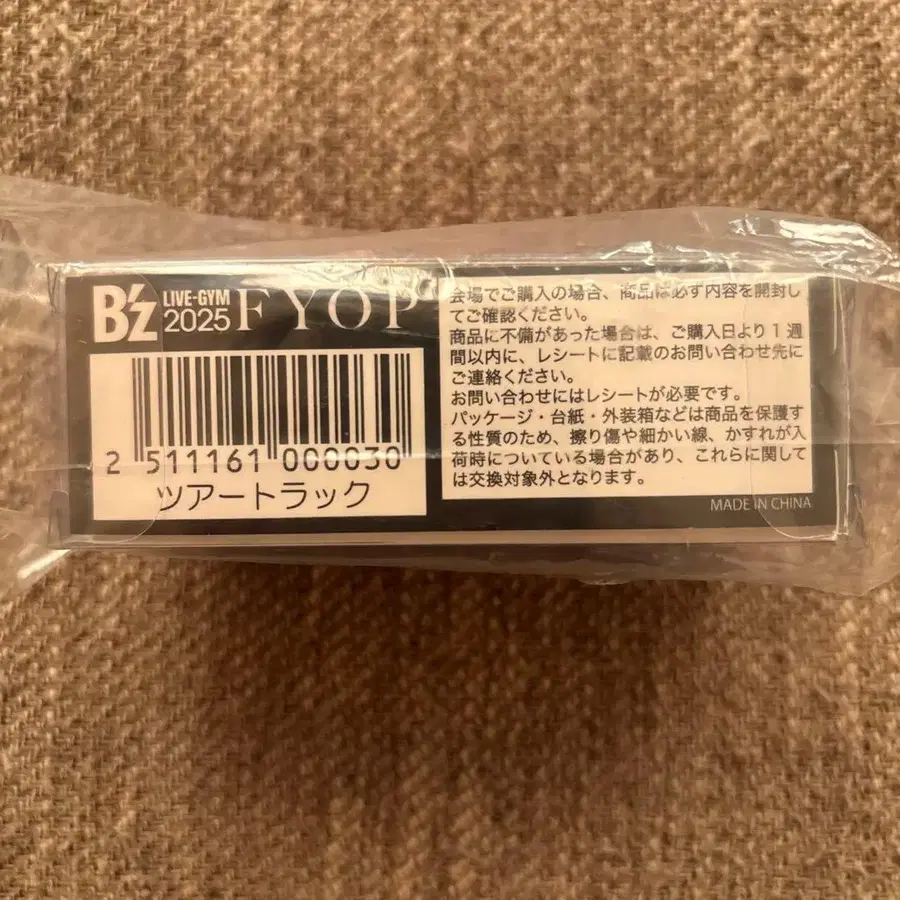 B'z LIVE-GYM 2025 FYOP
2 511161 000030
ツアートラック
会場でご購入の場合、商品は必ず内容を開封し
てご確認ください。
商品に不備があった場合は、ご購入日より1週
間以内に、レシートに記載のお問い合わせ先に
ご連絡ください。
お問い合わせにはレシートが必要です。
パッケージ・台紙・外装箱などは商品を保護す
る性質のため、擦り傷や細かい線、かすれが入
荷時についている場合があり、これらに関して
は交換対象外となります。
MADE IN CHINA